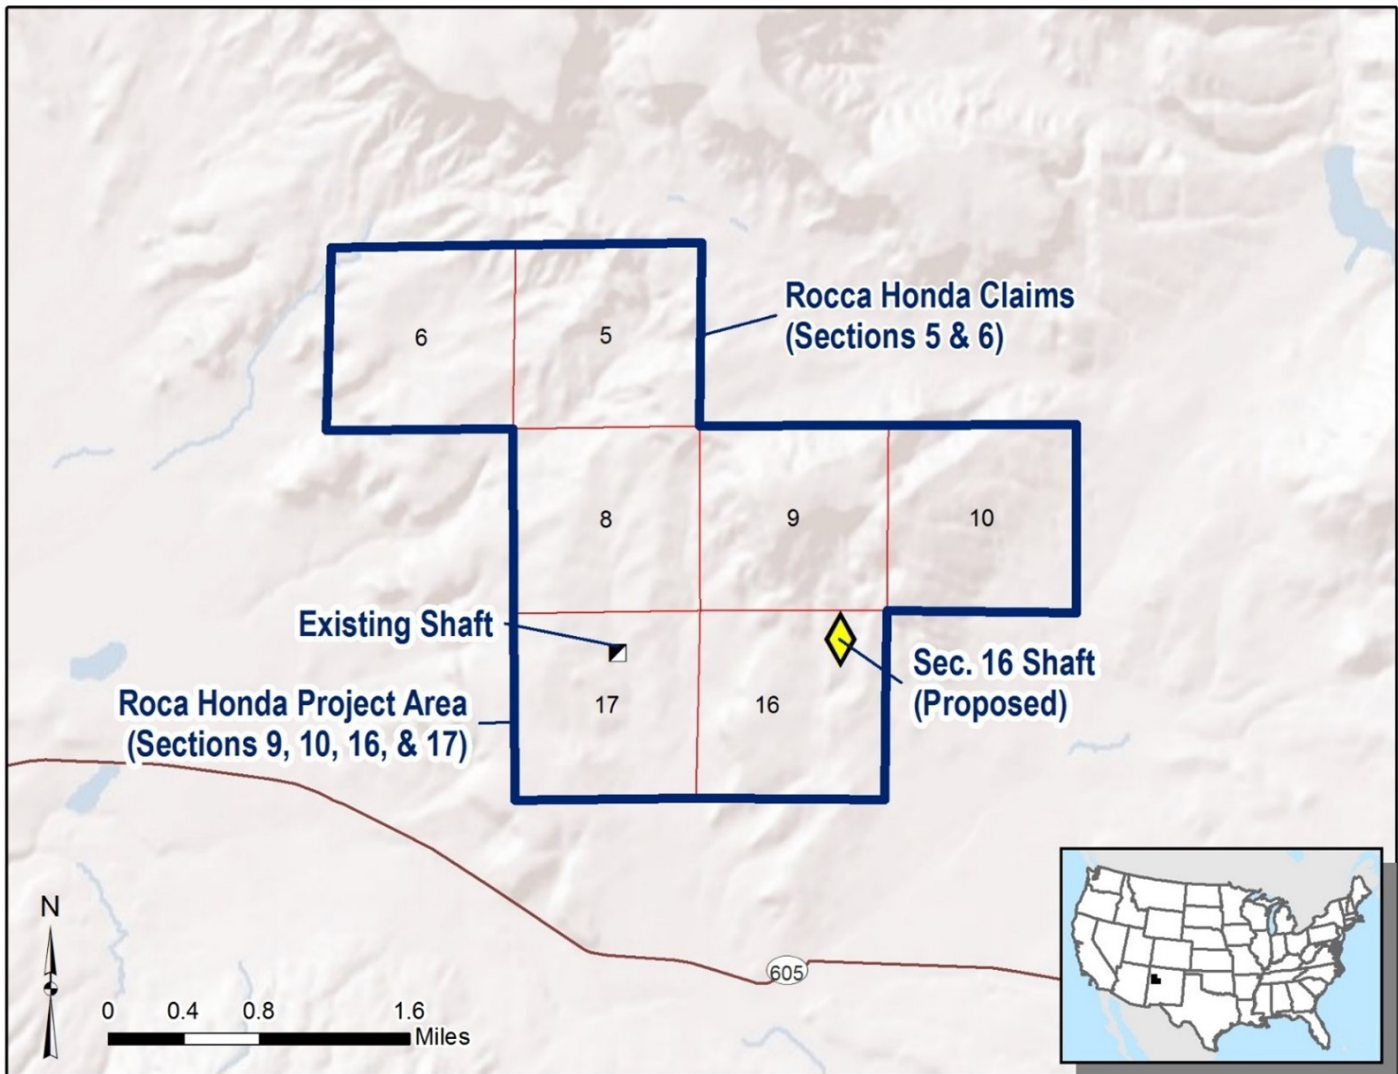 Rocca Honda Claims
(Sections 5 & 6)
6
5
8
9
10
Existing Shaft
Sec. 16 Shaft
(Proposed)
17
16
Roca Honda Project Area
(Sections 9, 10, 16, & 17)
605
N
0 0.4 0.8 1.6
Miles